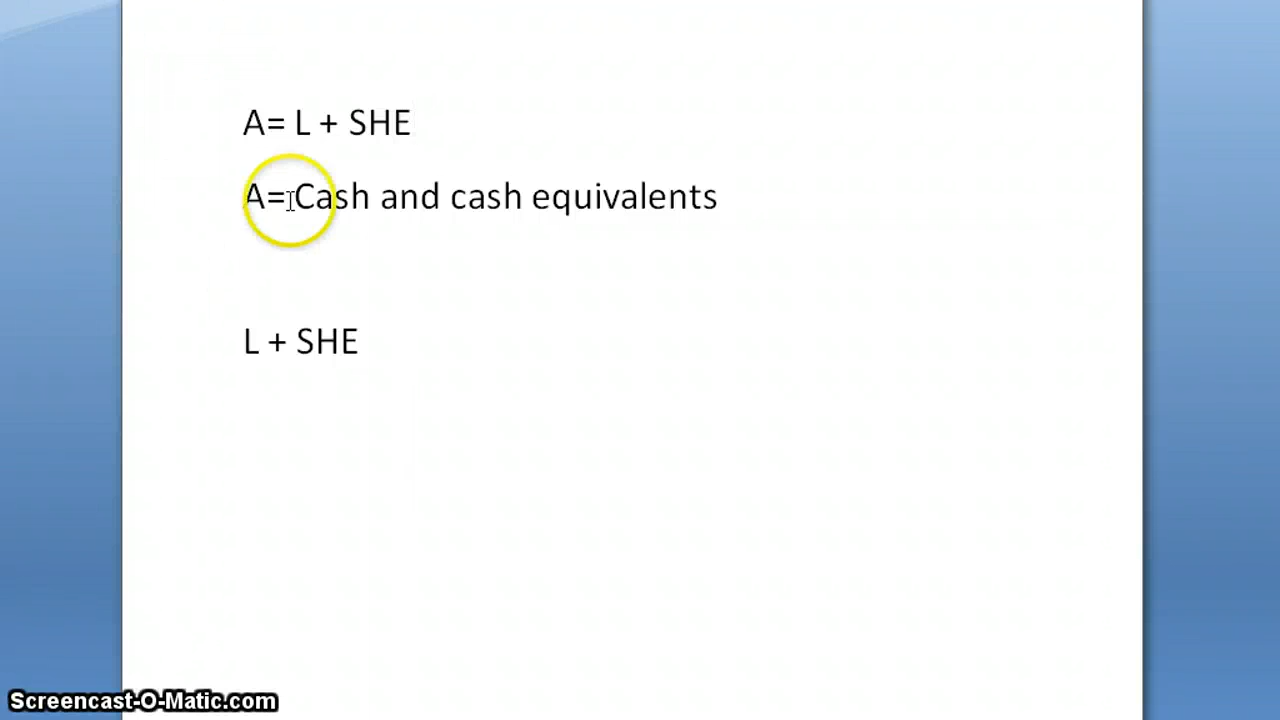 A= L + SHE
A= Cash and cash equivalents
L + SHE
Screencast-O-Matic.com